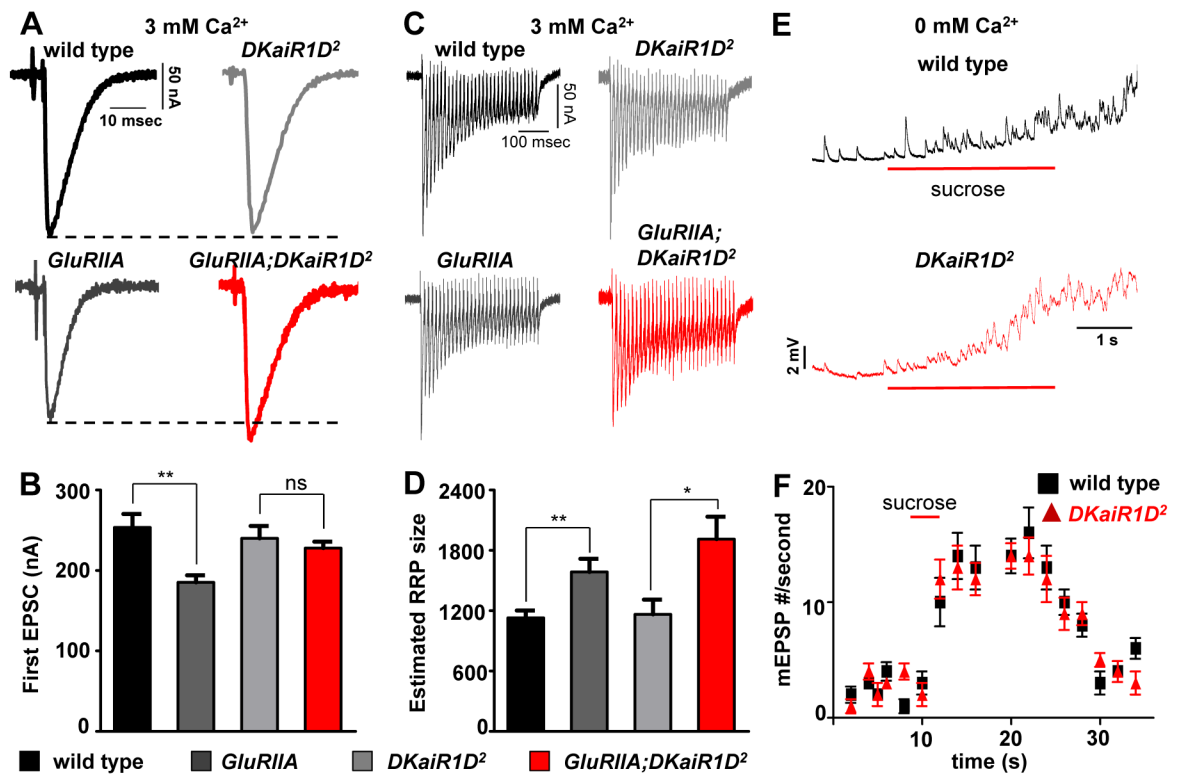 A
3 mM Ca²⁺
wild type
DKaiR1D²
50 nA
10 msec
GluRIIA
GluRIIA;DKaiR1D²
C
3 mM Ca²⁺
wild type
DKaiR1D²
50 nA
100 msec
GluRIIA
GluRIIA;
DKaiR1D²
E
0 mM Ca²⁺
wild type
sucrose
DKaiR1D²
2 mV
1 s
B
First EPSC (nA)
300
200
100
0
**
ns
D
Estimated RRP size
2400
1800
1200
600
0
**
*
F
mEPSP #/second
20
10
0
sucrose
wild type
DKaiR1D²
10
20
30
time (s)
wild type
GluRIIA
DKaiR1D²
GluRIIA;DKaiR1D²